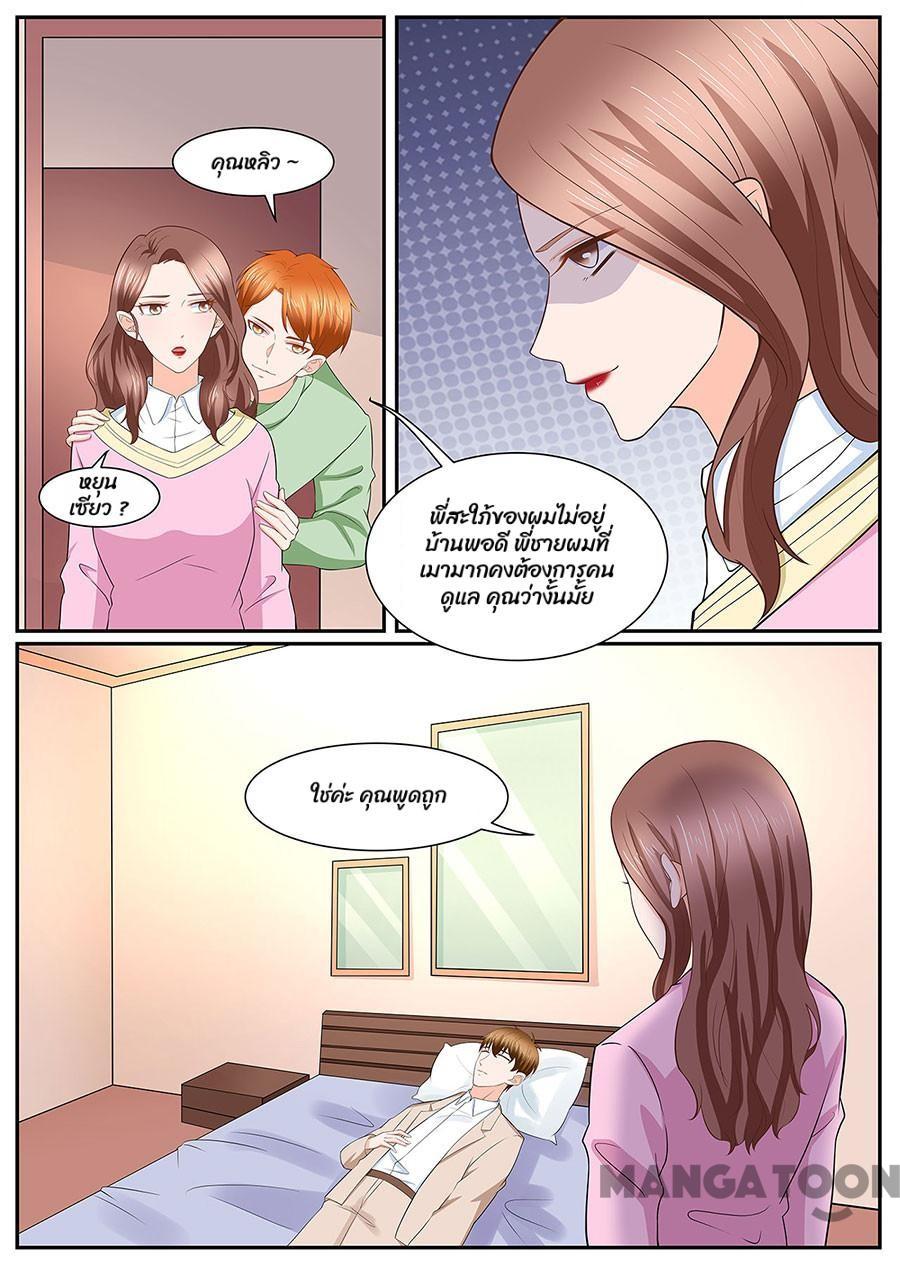 คุณหลิว ~
หยุน
เซียว ?
พี่สะใภ้ของผมไม่อยู่
บ้านพอดี พี่ชายผมที่
เมามากคงต้องการคน
ดูแล คุณว่างั้นมั้ย
ใช่ค่ะ คุณพูดถูก
MANGATOON